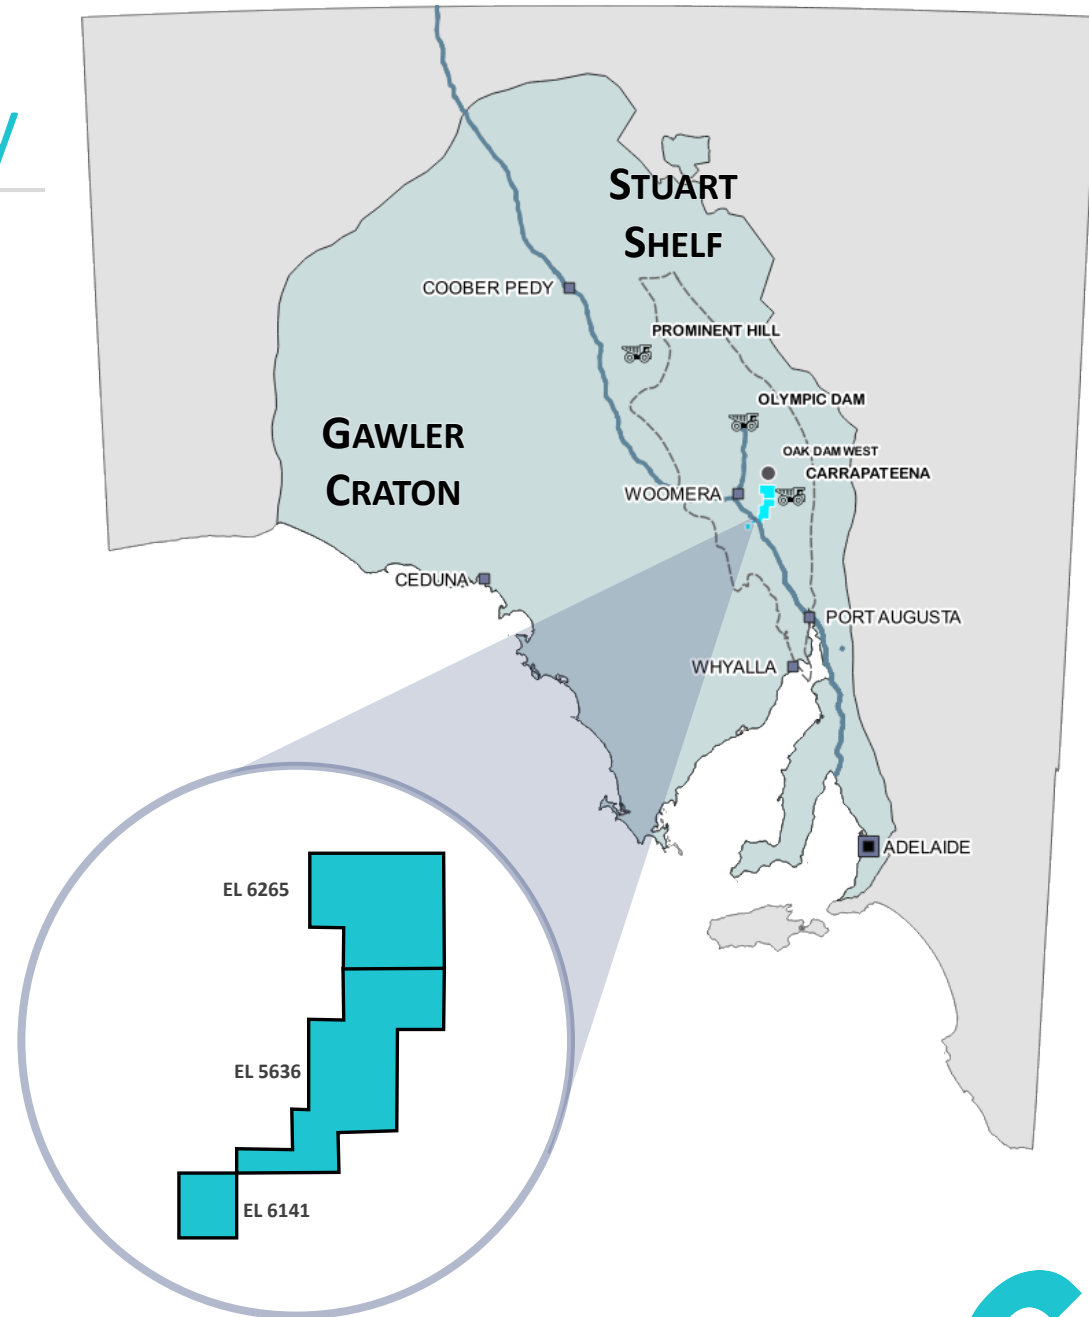 STUART
SHELF
COOBER PEDY
PROMINENT HILL
OLYMPIC DAM
GAWLER
CRATON
OAK DAM WEST
CARRAPATEENA
WOOMERA
CEDUNA
PORT AUGUSTA
WHYALLA
ADELAIDE
EL 6265
EL 5636
EL 6141